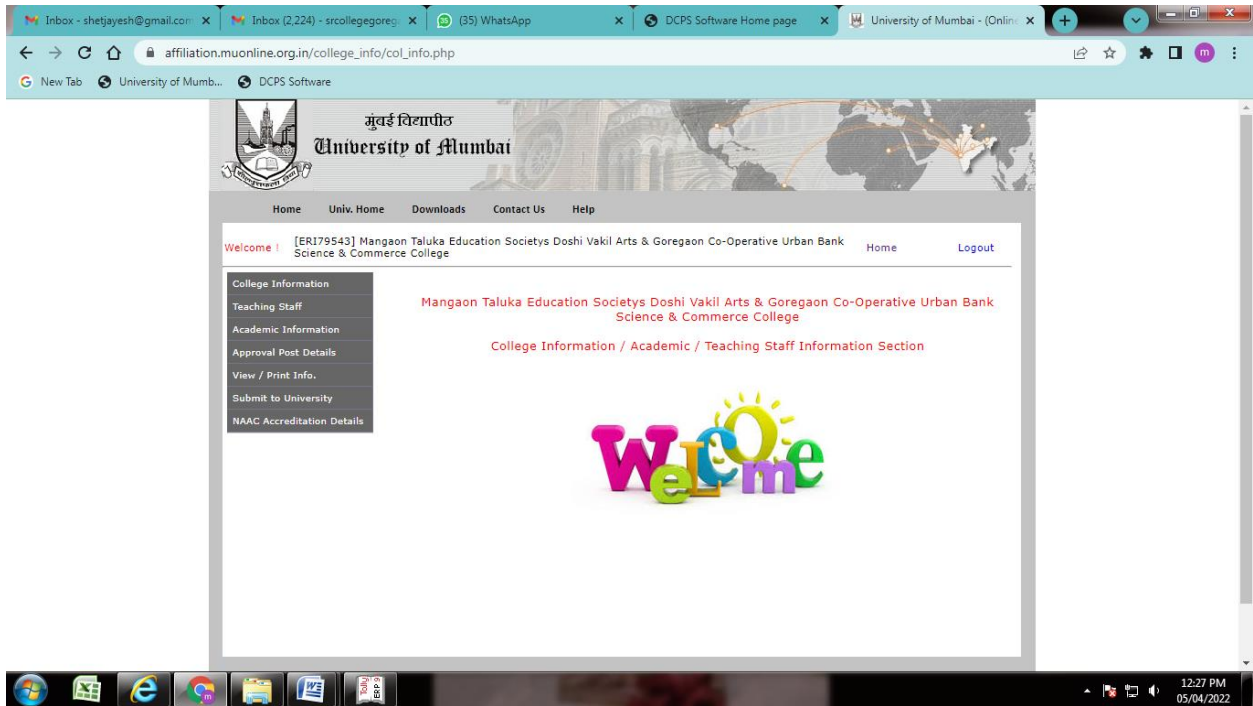 Inbox - shetjayesh@gmail.com
Inbox (2,224) - srcollegegoreg
(35) WhatsApp
DCPS Software Home page
University of Mumbai - (Online
affiliation.muonline.org.in/college_info/col_info.php
m
New Tab
University of Mumb...
DCPS Software
मुंबई विद्यापीठ
University of Mumbai
Home Univ. Home Downloads Contact Us Help
Welcome ! [ERI79543] Mangaon Taluka Education Societys Doshi Vakil Arts & Goregaon Co-Operative Urban Bank
Science & Commerce College
Home Logout
College Information
Teaching Staff
Academic Information
Approval Post Details
View / Print Info.
Submit to University
NAAC Accreditation Details
Mangaon Taluka Education Societys Doshi Vakil Arts & Goregaon Co-Operative Urban Bank
Science & Commerce College
College Information / Academic / Teaching Staff Information Section
WeLCOme
Tally ERP 9
12:27 PM
05/04/2022